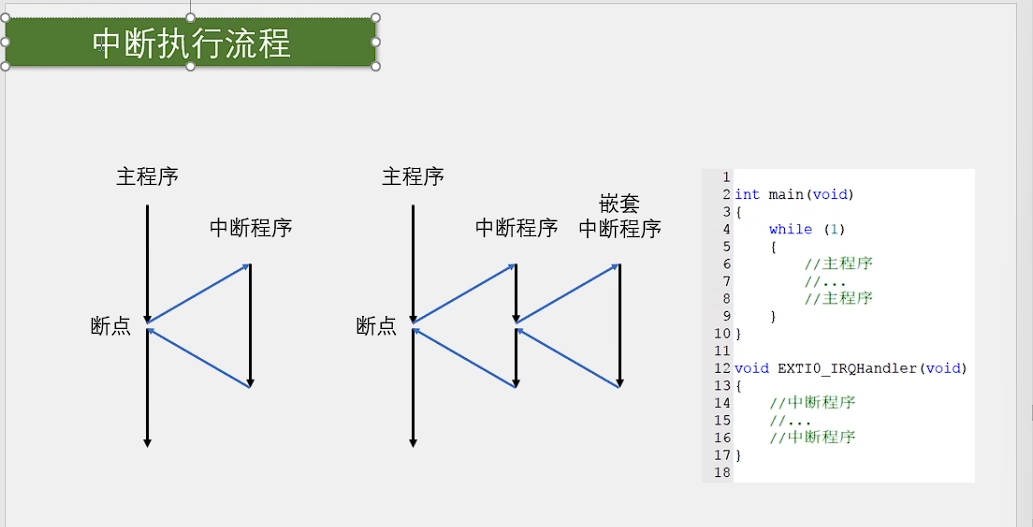 中断执行流程
主程序
中断程序
断点
主程序
中断程序
嵌套
中断程序
断点
1
2 int main(void)
3 {
4     while (1)
5     {
6         //主程序
7         //...
8         //主程序
9     }
10 }
11
12 void EXTI0_IRQHandler(void)
13 {
14     //中断程序
15     //...
16     //中断程序
17 }
18